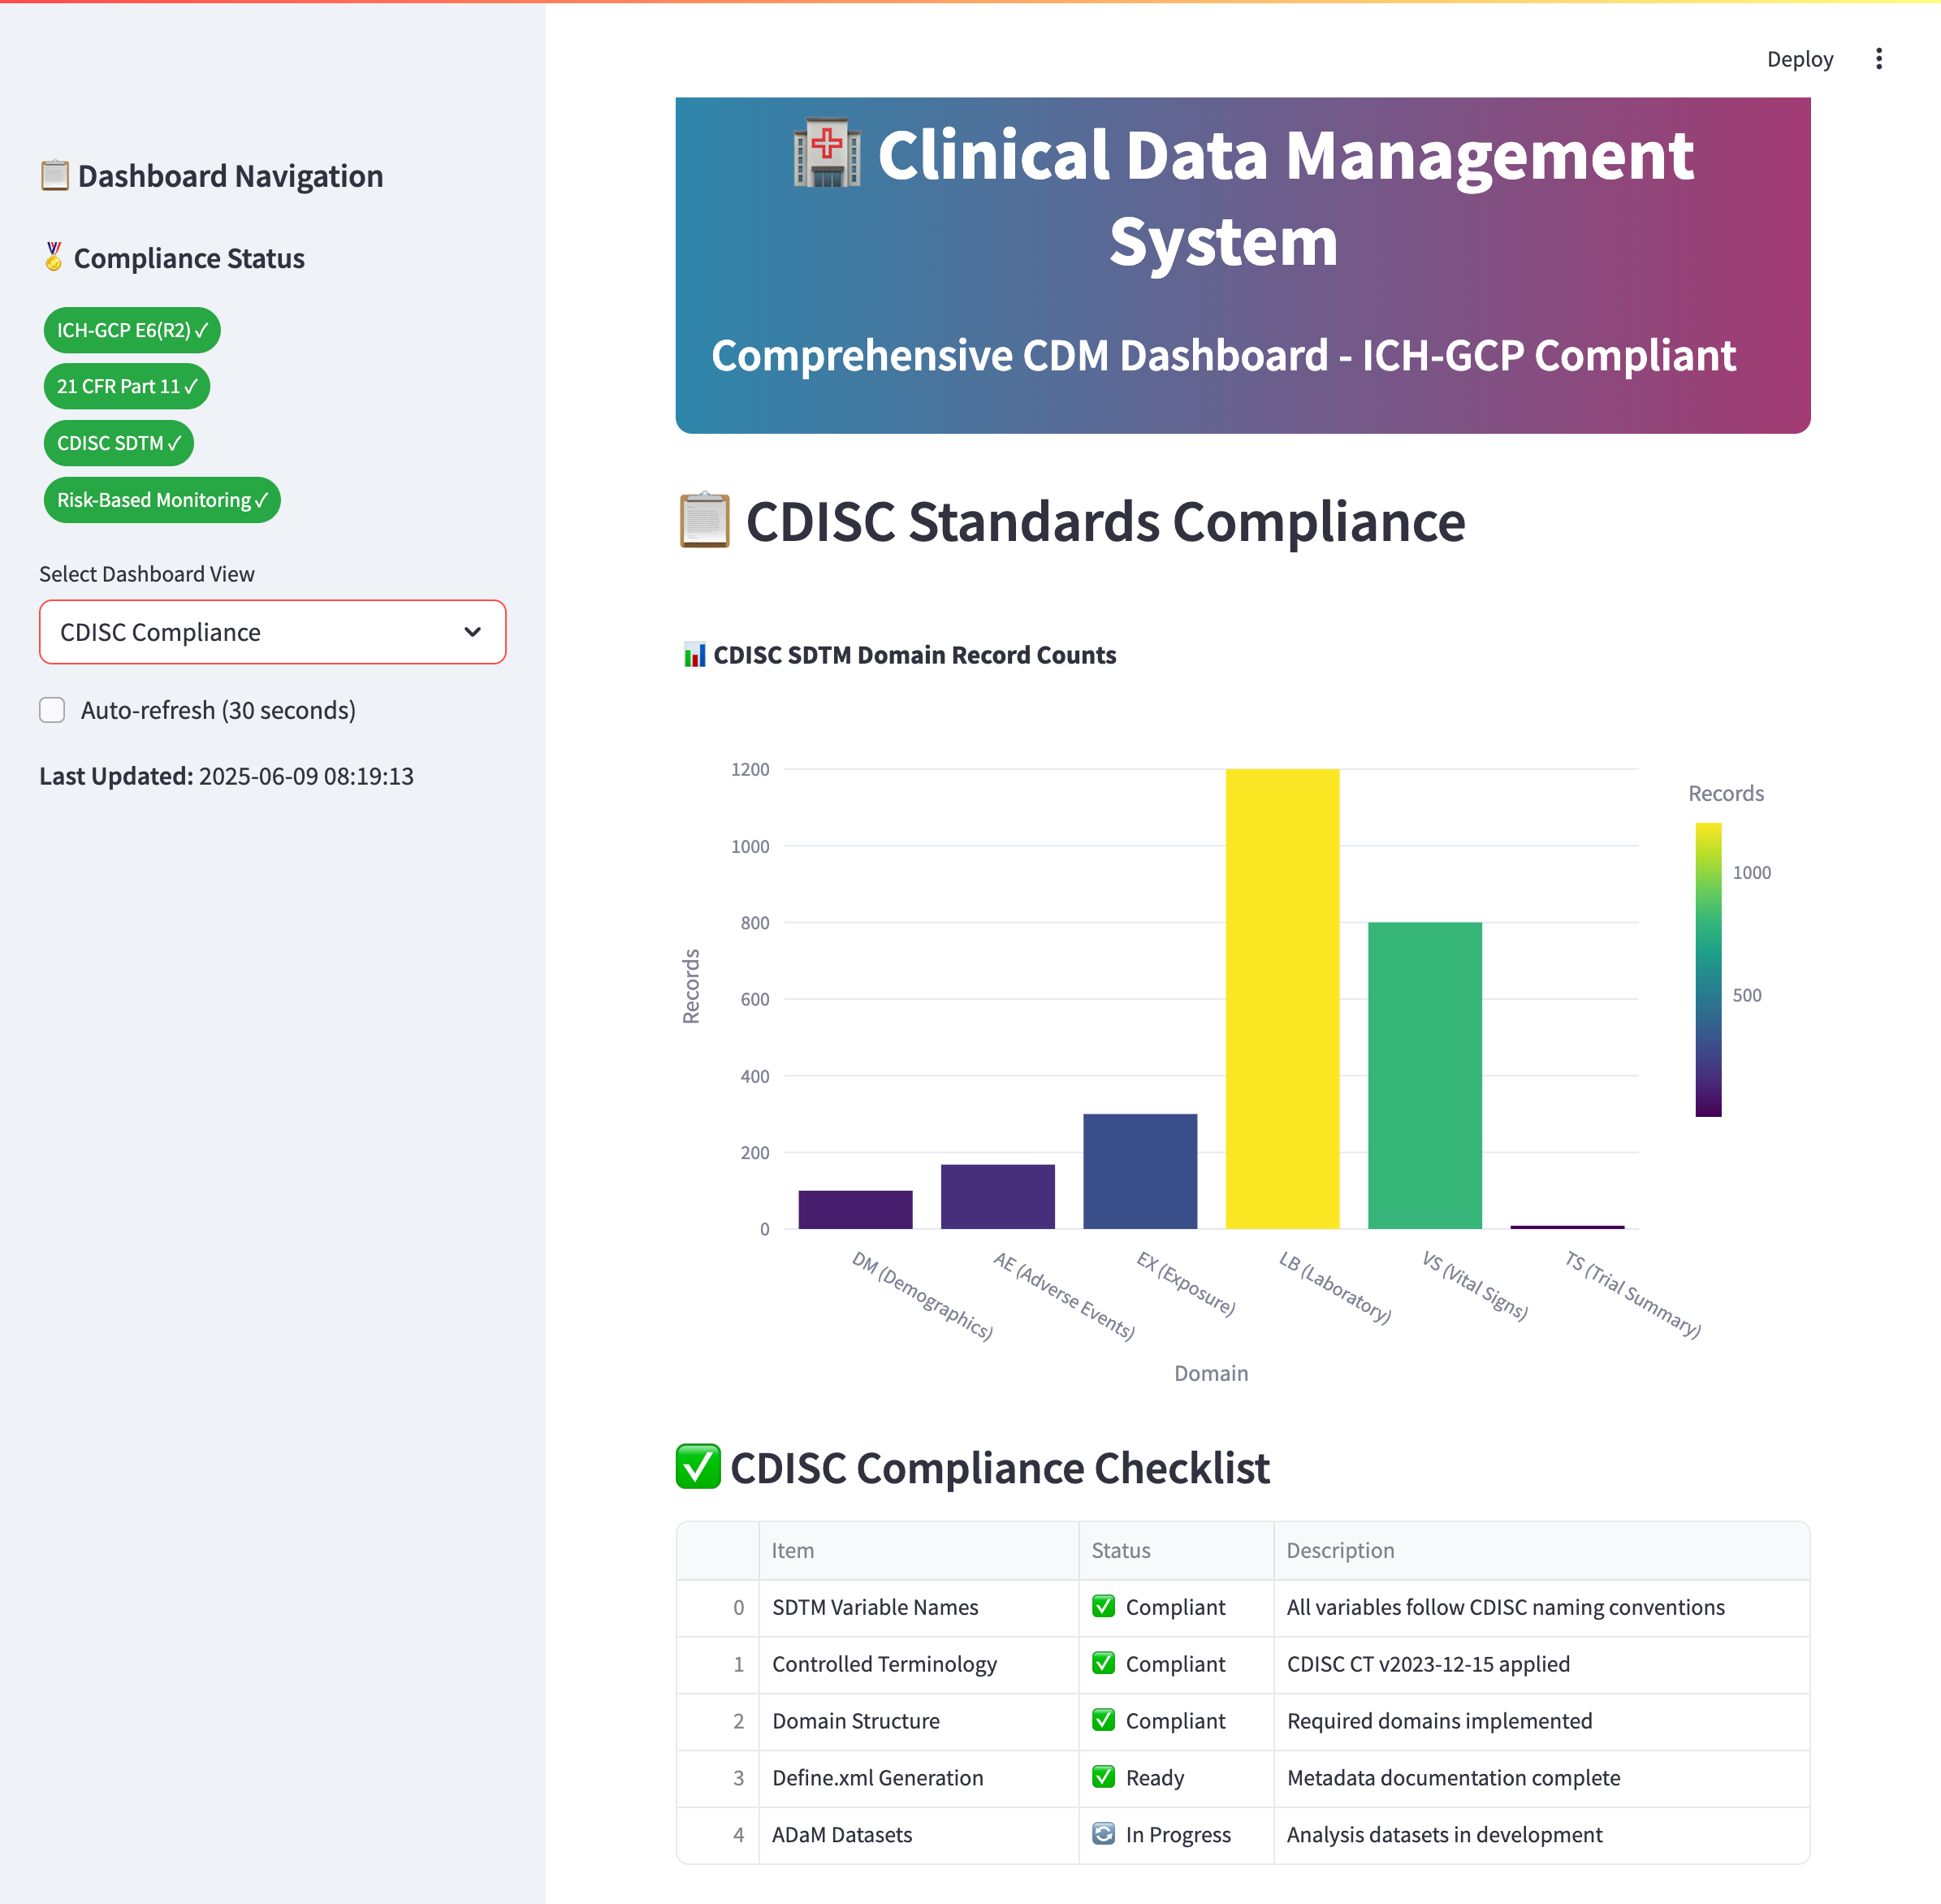 Deploy
📋 Dashboard Navigation
🏅 Compliance Status
ICH-GCP E6(R2) ✓
21 CFR Part 11 ✓
CDISC SDTM ✓
Risk-Based Monitoring ✓
Select Dashboard View
CDISC Compliance
Auto-refresh (30 seconds)
Last Updated: 2025-06-09 08:19:13
🏥 Clinical Data Management
System
Comprehensive CDM Dashboard - ICH-GCP Compliant
📋 CDISC Standards Compliance
📊 CDISC SDTM Domain Record Counts
Records
1200
1000
800
600
400
200
0
DM (Demographics)
AE (Adverse Events)
EX (Exposure)
LB (Laboratory)
VS (Vital Signs)
TS (Trial Summary)
Domain
Records
1000
500
✅ CDISC Compliance Checklist
Item Status Description
0 SDTM Variable Names ✅ Compliant All variables follow CDISC naming conventions
1 Controlled Terminology ✅ Compliant CDISC CT v2023-12-15 applied
2 Domain Structure ✅ Compliant Required domains implemented
3 Define.xml Generation ✅ Ready Metadata documentation complete
4 ADaM Datasets 🔄 In Progress Analysis datasets in development